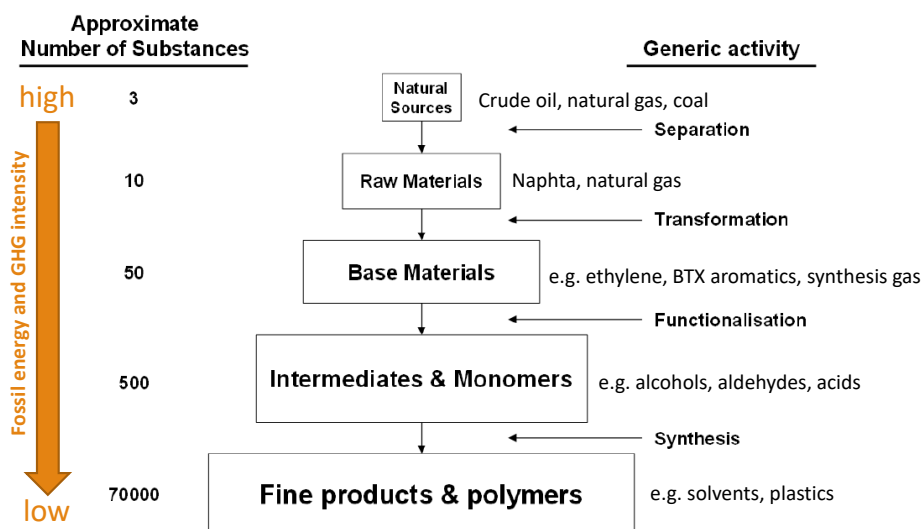 Approximate
Number of Substances
Generic activity
high
3
Natural
Sources
Crude oil, natural gas, coal
Separation
10
Raw Materials
Naphta, natural gas
Transformation
Fossil energy and GHG intensity
50
Base Materials
e.g. ethylene, BTX aromatics, synthesis gas
Functionalisation
500
Intermediates & Monomers
e.g. alcohols, aldehydes, acids
Synthesis
low
70000
Fine products & polymers
e.g. solvents, plastics